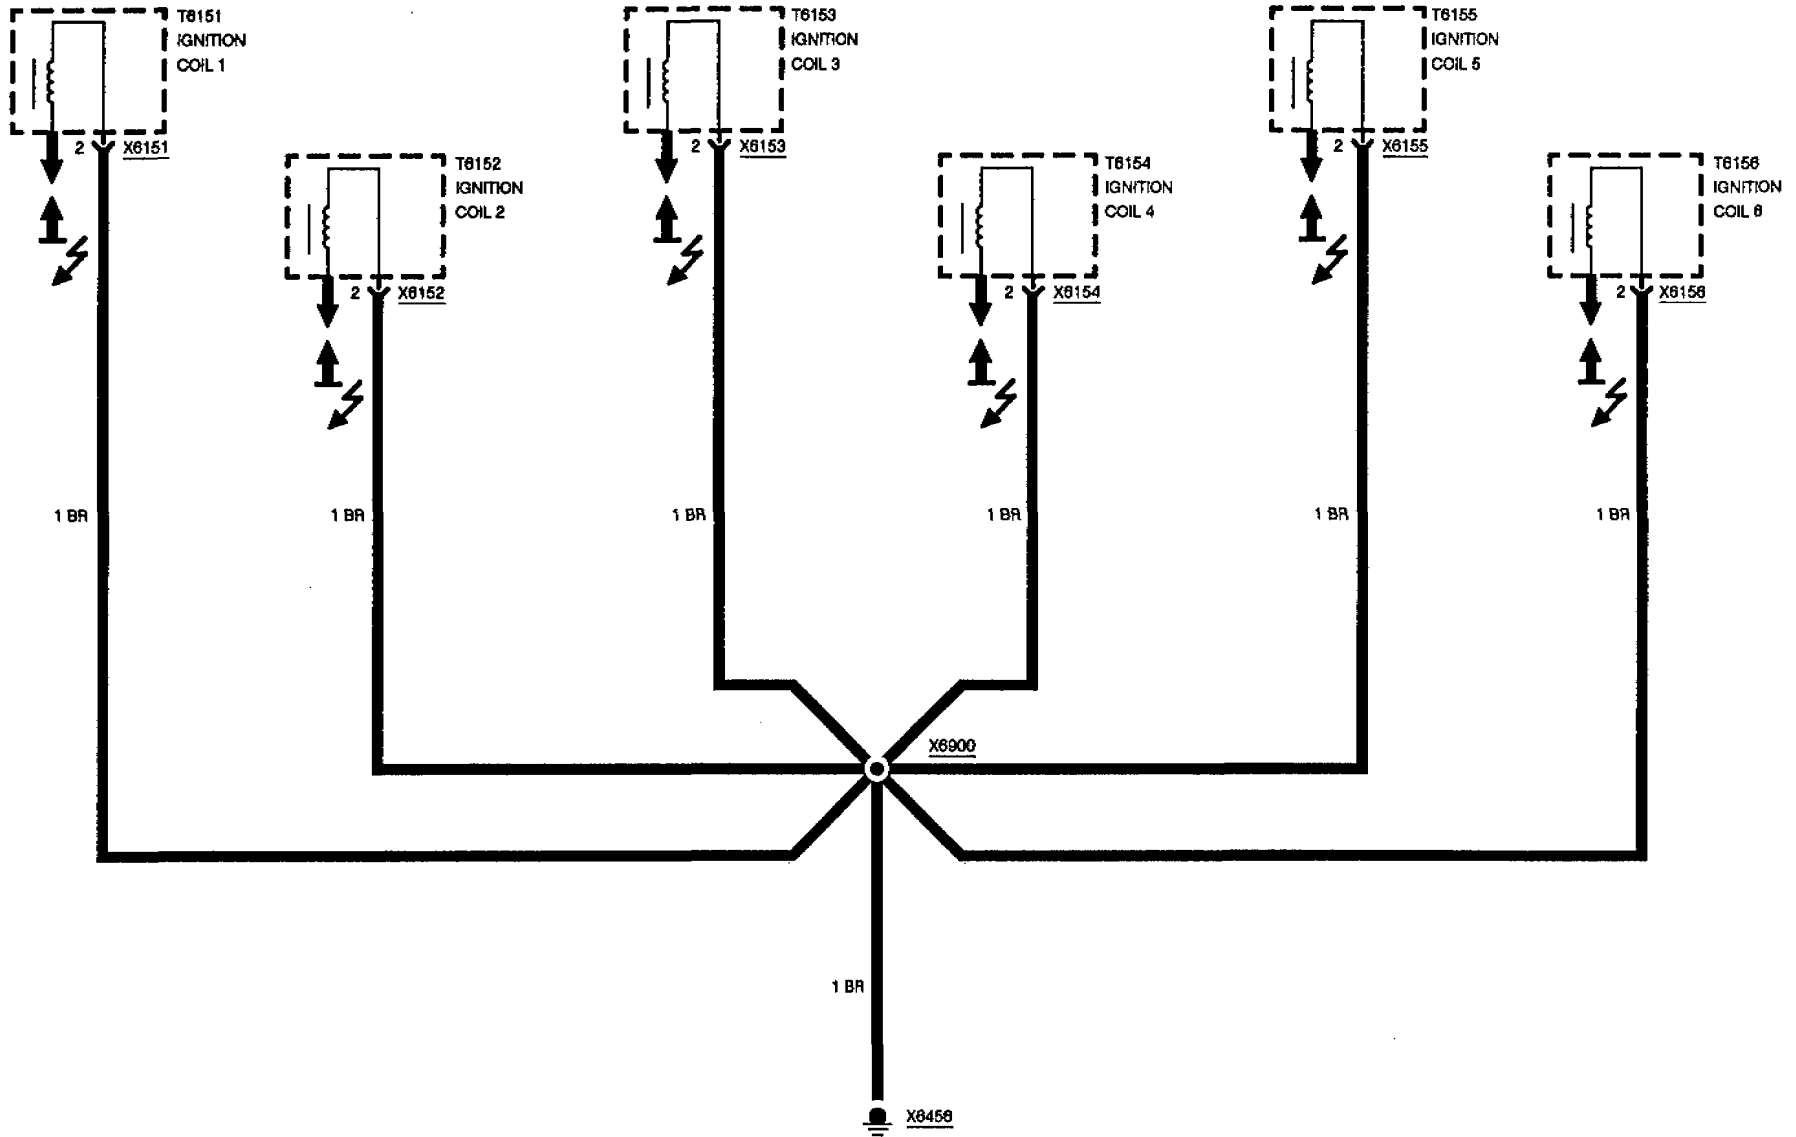 T6151
IGNITION
COIL 1
2 X6151
T6152
IGNITION
COIL 2
2 X6152
T6153
IGNITION
COIL 3
2 X6153
T6154
IGNITION
COIL 4
2 X6154
T6155
IGNITION
COIL 5
2 X6155
T6156
IGNITION
COIL 6
2 X6156
1 BR
1 BR
1 BR
1 BR
1 BR
1 BR
X6900
1 BR
X6456